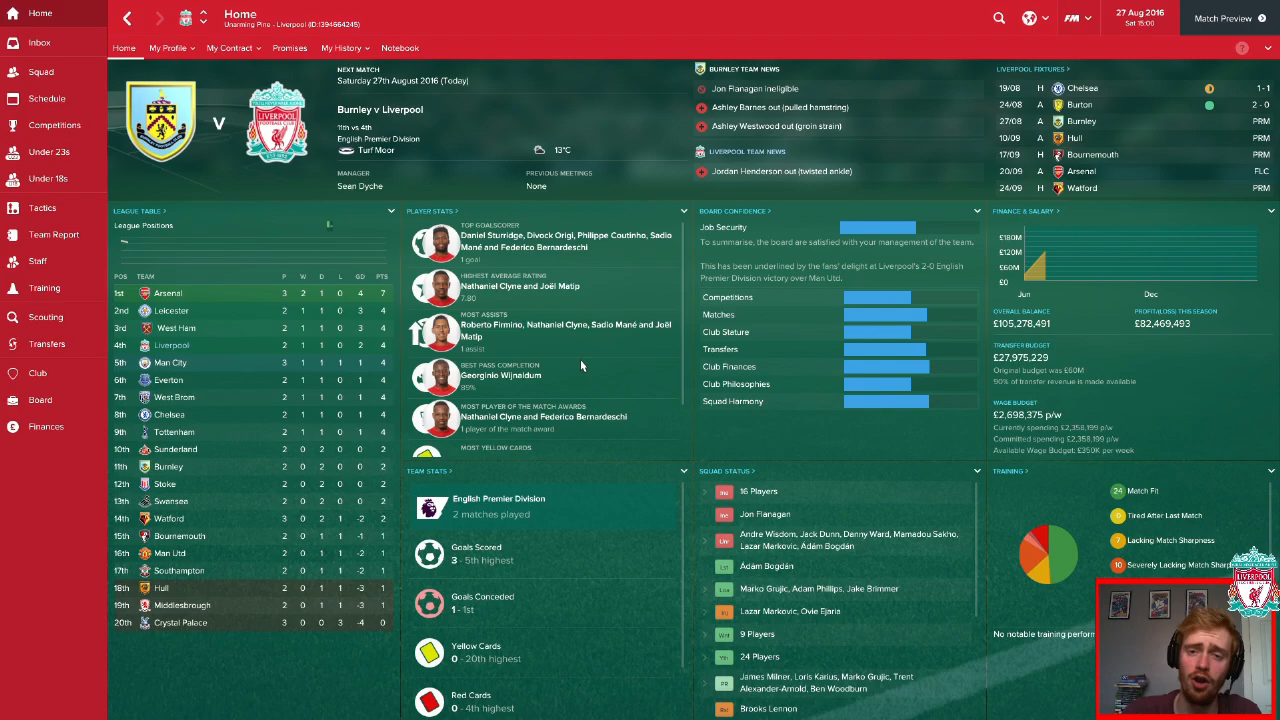 Home
Inbox
Squad
Schedule
Competitions
Under 23s
Under 18s
Tactics
Team Report
Staff
Training
Scouting
Transfers
Club
Board
Finances
Home
Unarming Pine - Liverpool (ID:1394664245)
FM
27 Aug 2016
Sat 15:00
Match Preview
Home
My Profile
My Contract
Promises
My History
Notebook
NEXT MATCH
Saturday 27th August 2016 (Today)
V
Burnley v Liverpool
11th vs 4th
English Premier Division
Turf Moor
13°C
MANAGER
Sean Dyche
PREVIOUS MEETINGS
None
BURNLEY TEAM NEWS
Jon Flanagan ineligible
Ashley Barnes out (pulled hamstring)
Ashley Westwood out (groin strain)
LIVERPOOL TEAM NEWS
Jordan Henderson out (twisted ankle)
LIVERPOOL FIXTURES >
19/08 H Chelsea 1 - 1
24/08 A Burton 2 - 0
27/08 A Burnley PRM
10/09 A Hull PRM
17/09 H Bournemouth PRM
20/09 A Arsenal FLC
24/09 H Watford PRM
LEAGUE TABLE >
League Positions
POS TEAM P W D L GD PTS
1st Arsenal 3 2 1 0 4 7
2nd Leicester 2 1 1 0 3 4
3rd West Ham 2 1 1 0 3 4
4th Liverpool 2 1 1 0 2 4
5th Man City 3 1 1 1 1 4
6th Everton 2 1 1 0 1 4
7th West Brom 2 1 1 0 1 4
8th Chelsea 2 1 1 0 1 4
9th Tottenham 2 1 1 0 1 4
10th Sunderland 2 0 2 0 0 2
11th Burnley 2 0 2 0 0 2
12th Stoke 2 0 2 0 0 2
13th Swansea 2 0 2 0 0 2
14th Watford 3 0 2 1 -2 2
15th Bournemouth 2 0 1 1 -1 1
16th Man Utd 2 0 1 1 -2 1
17th Southampton 2 0 1 1 -2 1
18th Hull 2 0 1 1 -3 1
19th Middlesbrough 2 0 1 1 -3 1
20th Crystal Palace 3 0 0 3 -4 0
PLAYER STATS >
TOP GOALSCORER
Daniel Sturridge, Divock Origi, Philippe Coutinho, Sadio
Mané and Federico Bernardeschi
1 goal
HIGHEST AVERAGE RATING
Nathaniel Clyne and Joël Matip
7.80
MOST ASSISTS
Roberto Firmino, Nathaniel Clyne, Sadio Mané and Joël
Matip
1 assist
BEST PASS COMPLETION
Georginio Wijnaldum
89%
MOST PLAYER OF THE MATCH AWARDS
Nathaniel Clyne and Federico Bernardeschi
1 player of the match award
MOST YELLOW CARDS
BOARD CONFIDENCE >
Job Security
To summarise, the board are satisfied with your management of the team.
This has been underlined by the fans' delight at Liverpool's 2-0 English
Premier Division victory over Man Utd.
Competitions
Matches
Club Stature
Transfers
Club Finances
Club Philosophies
Squad Harmony
FINANCE & SALARY >
£180M
£120M
£60M
£0
Jun Dec
OVERALL BALANCE
£105,278,491
PROFIT/LOSS THIS SEASON
£82,469,493
TRANSFER BUDGET
£27,975,229
Original budget was £60M
90% of transfer revenue is made available
WAGE BUDGET
£2,698,375 p/w
Currently spending £2,358,199 p/w
Committed spending £2,358,199 p/w
Available Wage Budget: £350K per week
TEAM STATS >
English Premier Division
2 matches played
Goals Scored
3 - 5th highest
Goals Conceded
1 - 1st
Yellow Cards
0 - 20th highest
Red Cards
0 - 4th highest
SQUAD STATUS >
Int 16 Players
Ine Jon Flanagan
Unr Andre Wisdom, Jack Dunn, Danny Ward, Mamadou Sakho,
Lazar Markovic, Adám Bogdán
Lst Adám Bogdán
Loa Marko Grujic, Adam Phillips, Jake Brimmer
Lazar Markovic, Ovie Ejaria
Wnt 9 Players
24 Players
PR James Milner, Loris Karius, Marko Grujic, Trent
Alexander-Arnold, Ben Woodburn
Brooks Lennon
TRAINING >
24 Match Fit
0 Tired After Last Match
7 Lacking Match Sharpness
10 Severely Lacking Match Sharp
No notable training perform